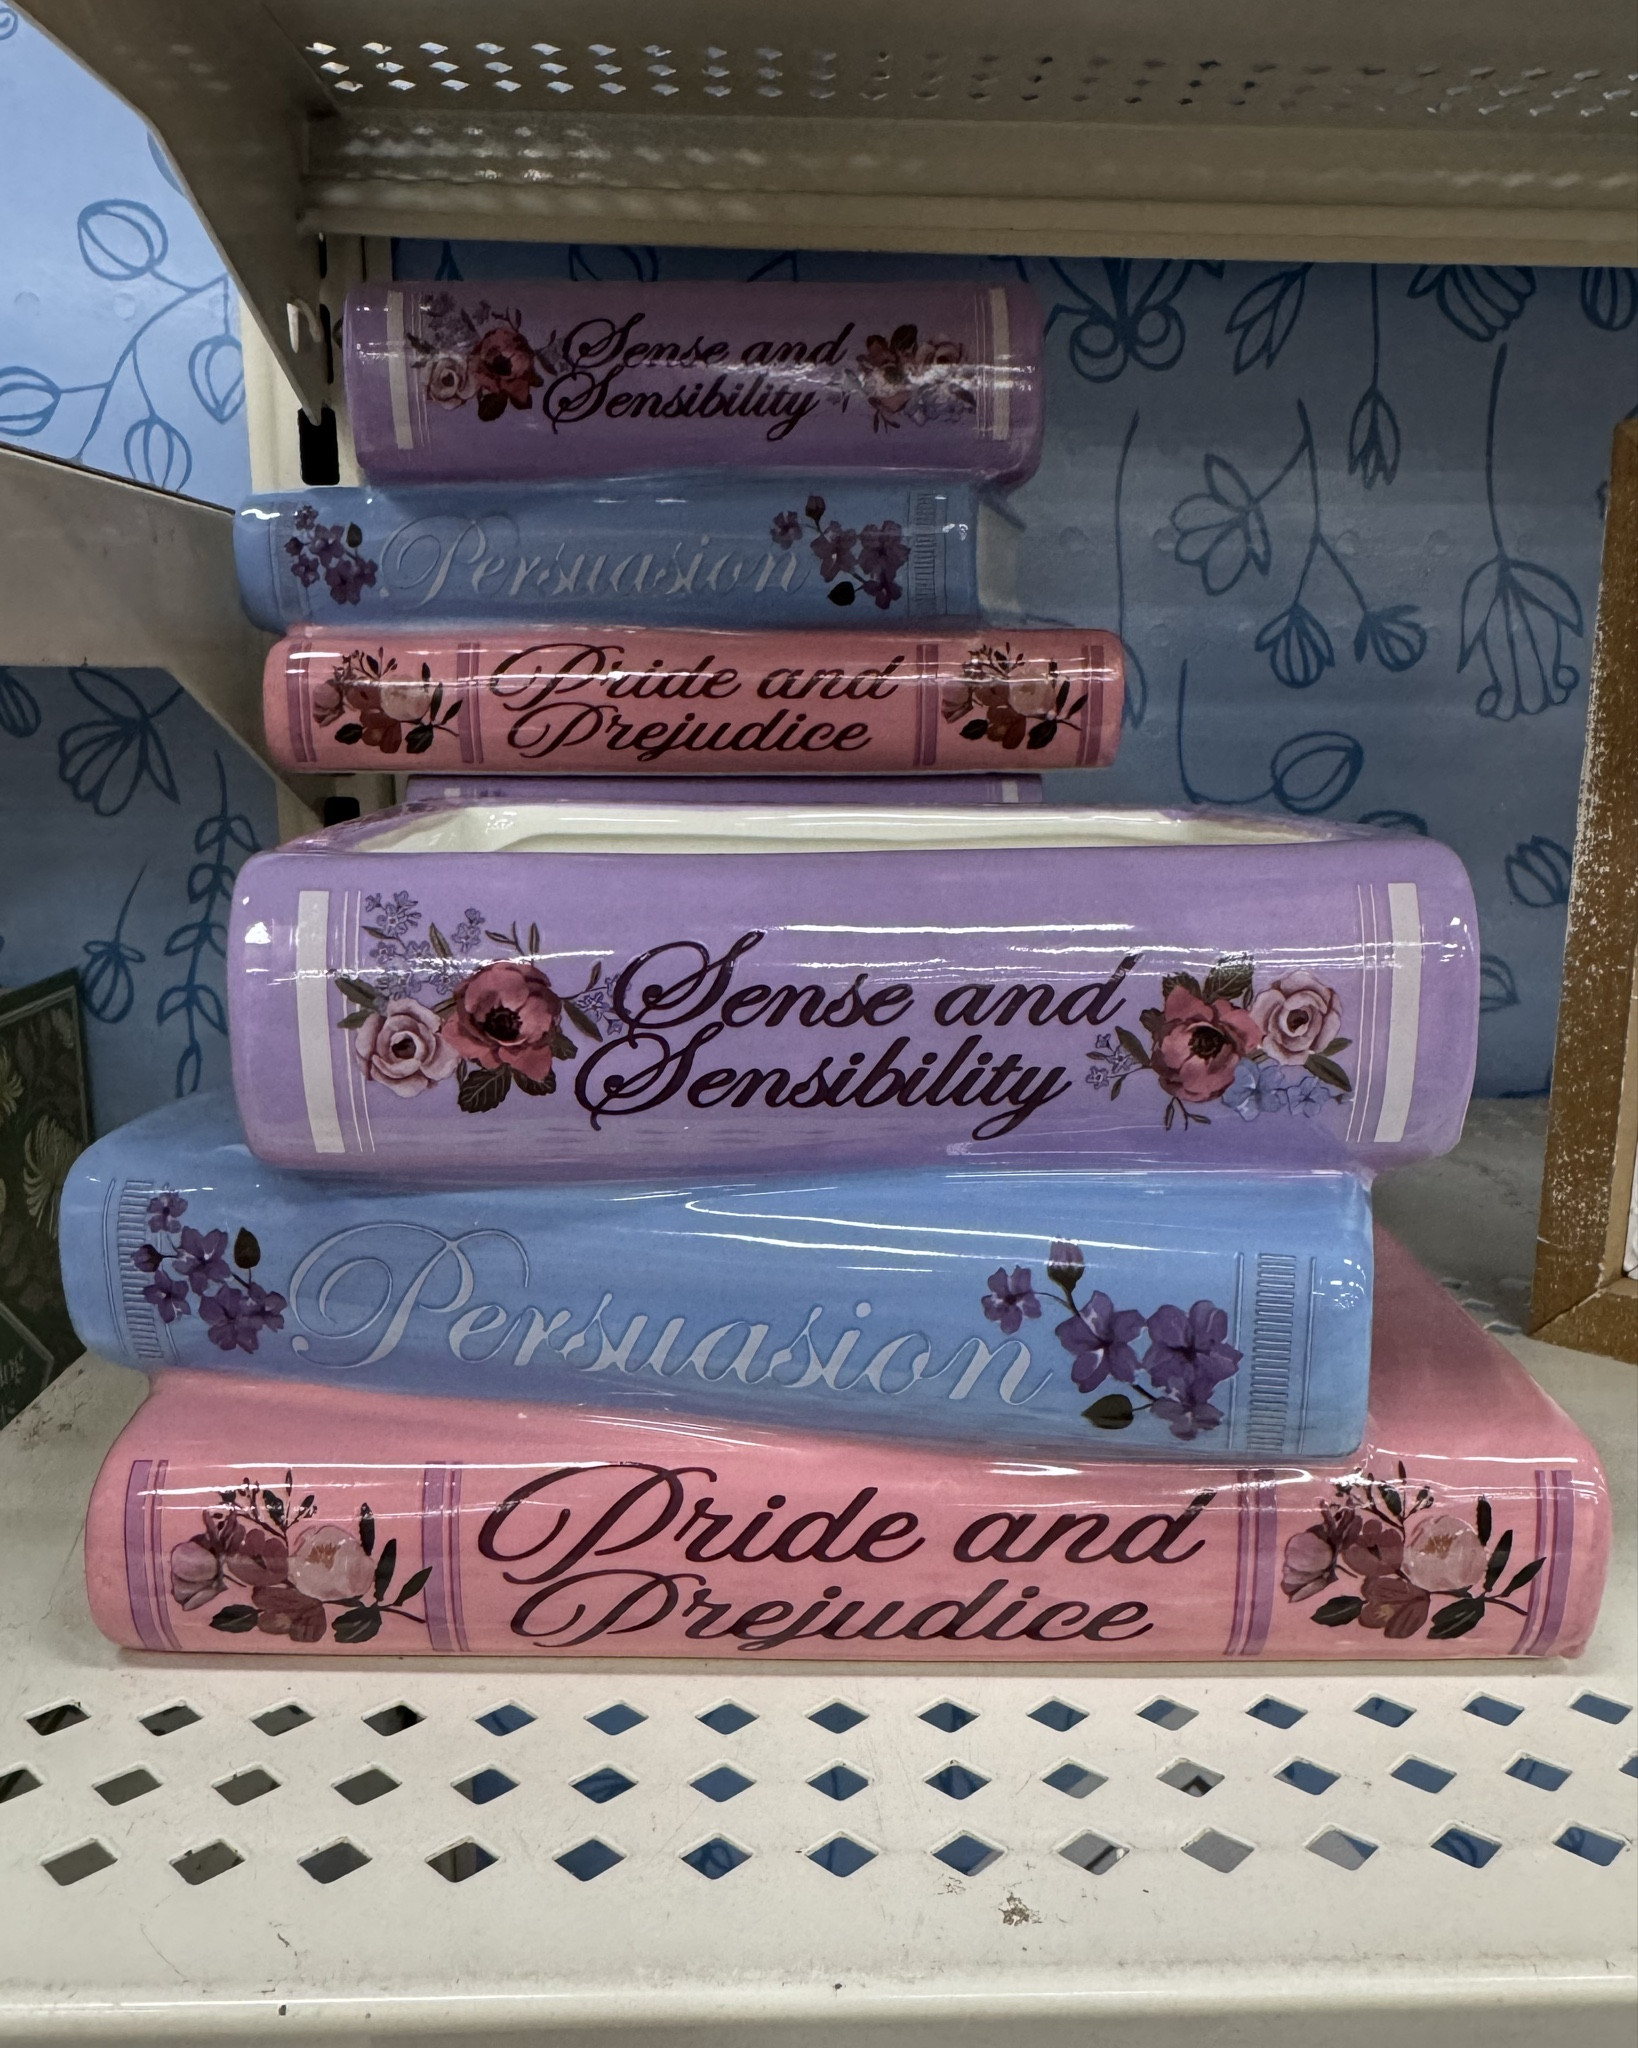 Sense and
Sensibility
Persuasion
Pride and
Prejudice
Sense and
Sensibility
Persuasion
Pride and
Prejudice